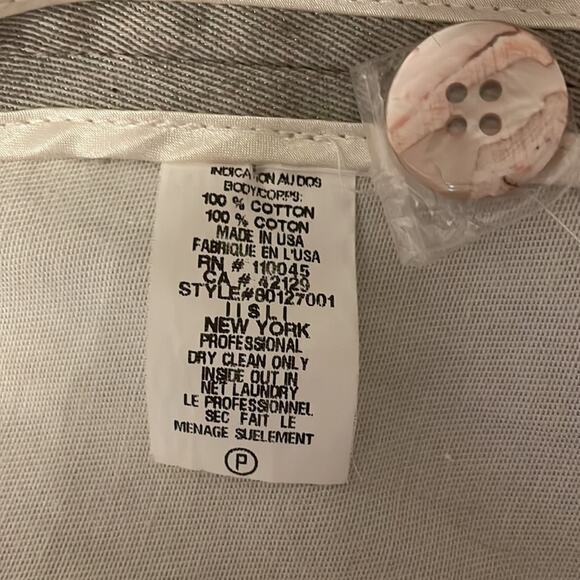 INDICATION AU DOS
BODY/CORPS:
100 % COTTON
100 % COTON
MADE IN USA
FABRIQUE EN L'USA
RN # 110045
CA # 42129
STYLE#80127001
IISLI
NEW YORK
PROFESSIONAL
DRY CLEAN ONLY
INSIDE OUT IN
NET LAUNDRY
LE PROFESSIONNEL
SEC FAIT LE
MENAGE SUELEMENT
P